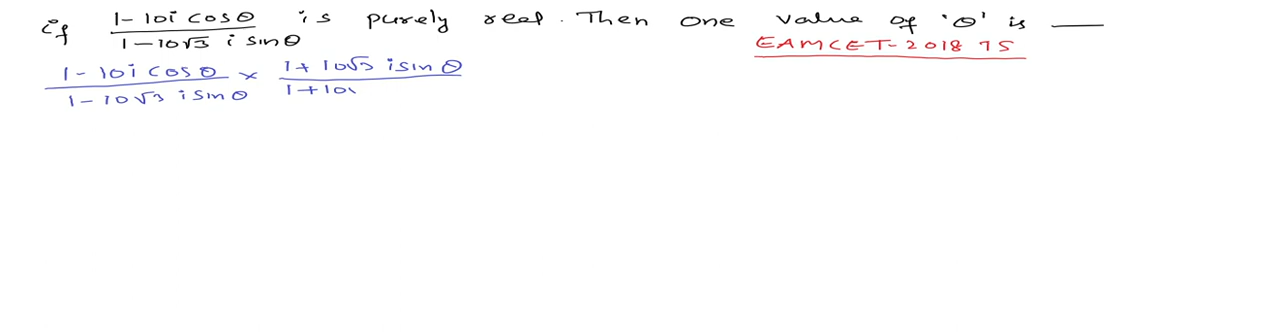 if (1-10i cosθ)/(1-10√3 i sinθ) is purely real. Then one value of 'θ' is ___
EAMCET-2018 TS
(1-10i cosθ)/(1-10√3 i sinθ) × (1+10√3 i sinθ)/(1+10